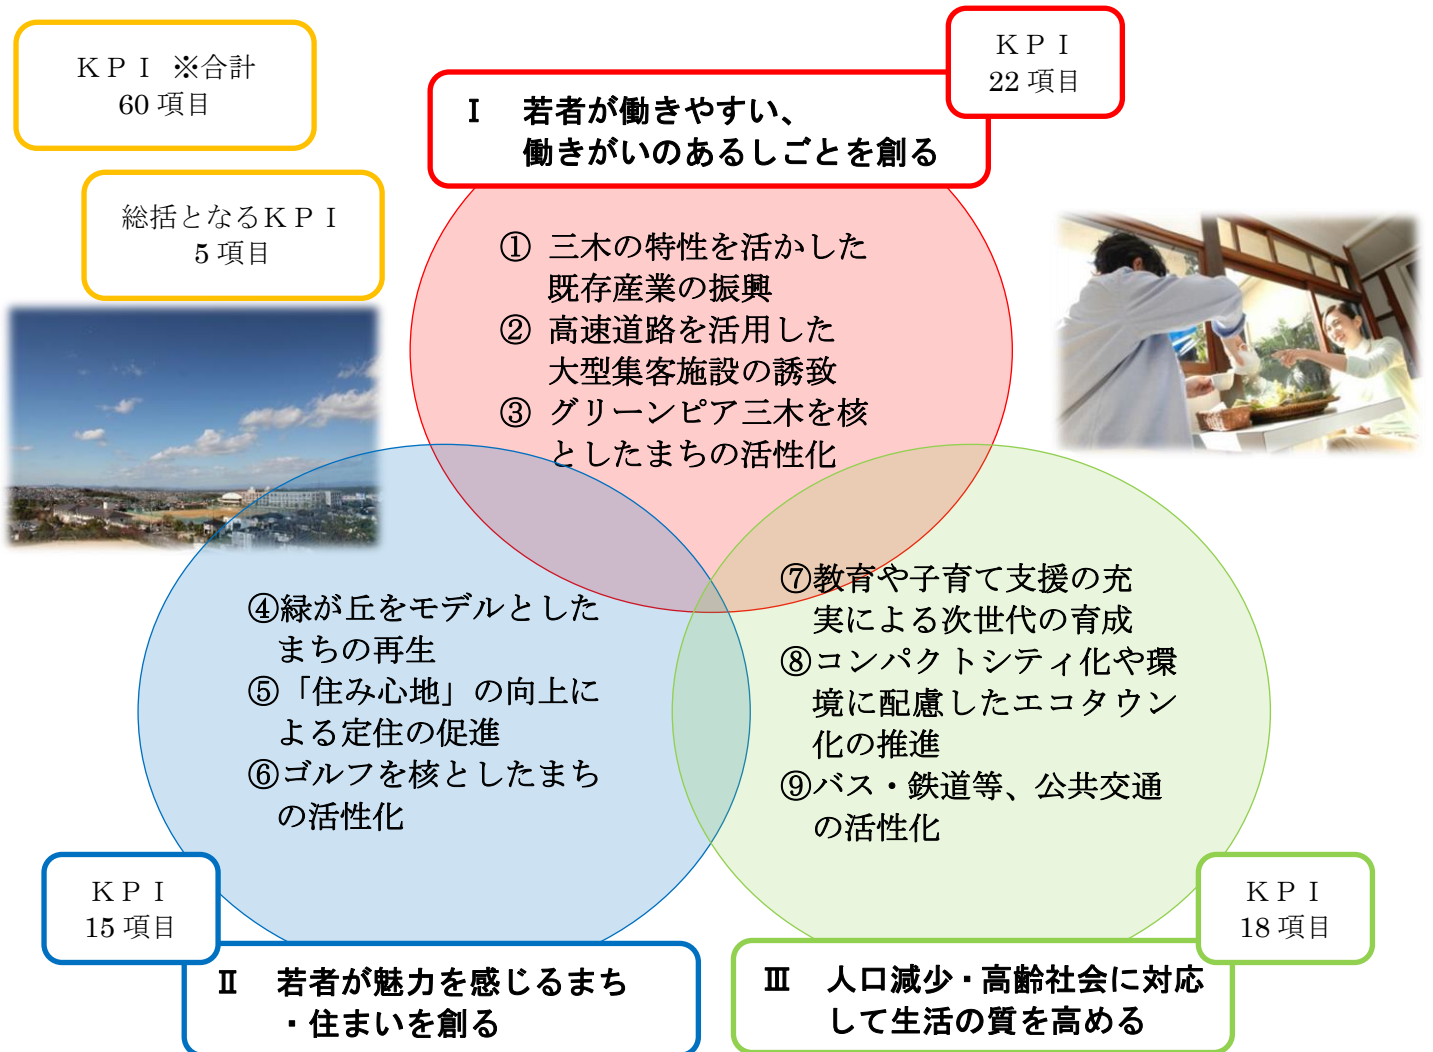 ＫＰＩ ※合計
60 項目
総括となるＫＰＩ
5 項目
ＫＰＩ
22 項目
Ⅰ　若者が働きやすい、
働きがいのあるしごとを創る
① 三木の特性を活かした
既存産業の振興
② 高速道路を活用した
大型集客施設の誘致
③ グリーンピア三木を核
としたまちの活性化
④緑が丘をモデルとした
まちの再生
⑤「住み心地」の向上に
よる定住の促進
⑥ゴルフを核としたまち
の活性化
⑦教育や子育て支援の充
実による次世代の育成
⑧コンパクトシティ化や環
境に配慮したエコタウン
化の推進
⑨バス・鉄道等、公共交通
の活性化
ＫＰＩ
15 項目
Ⅱ　若者が魅力を感じるまち
・住まいを創る
ＫＰＩ
18 項目
Ⅲ　人口減少・高齢社会に対応
して生活の質を高める